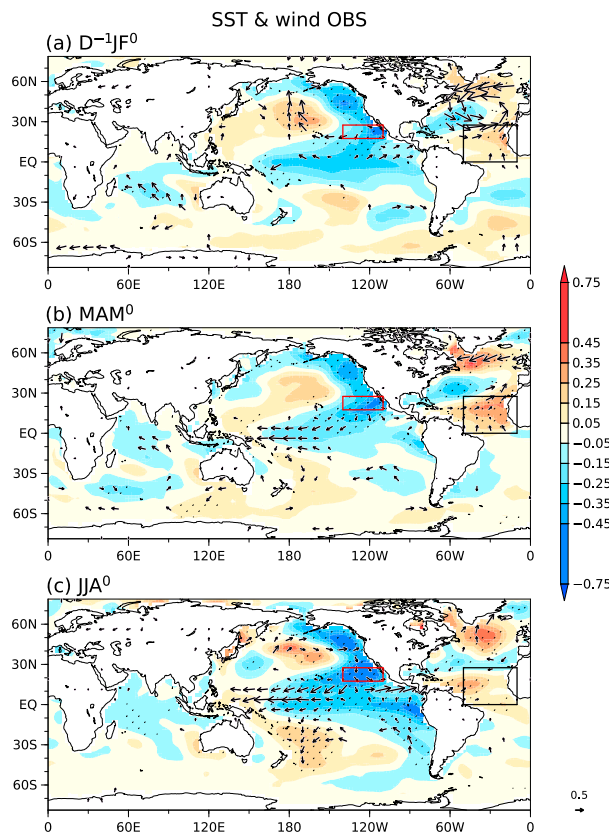 SST & wind OBS
(a) D⁻¹JF⁰
60N
30N
EQ
30S
60S
0 60E 120E 180 120W 60W 0
(b) MAM⁰
60N
30N
EQ
30S
60S
0 60E 120E 180 120W 60W 0
(c) JJA⁰
60N
30N
EQ
30S
60S
0 60E 120E 180 120W 60W 0
0.75
0.45
0.35
0.25
0.15
0.05
−0.05
−0.15
−0.25
−0.35
−0.45
−0.75
0.5